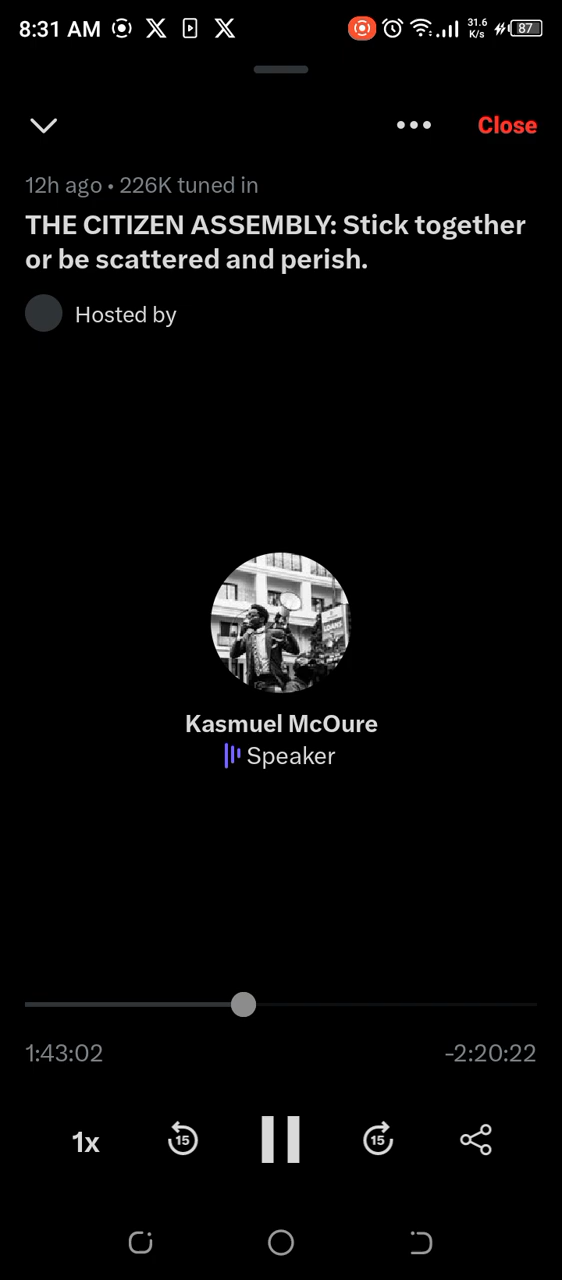 8:31 AM 31.6 K/s 87
Close
12h ago • 226K tuned in
THE CITIZEN ASSEMBLY: Stick together
or be scattered and perish.
Hosted by
LOANS
Kasmuel McOure
Speaker
1:43:02 -2:20:22
1x 15 15